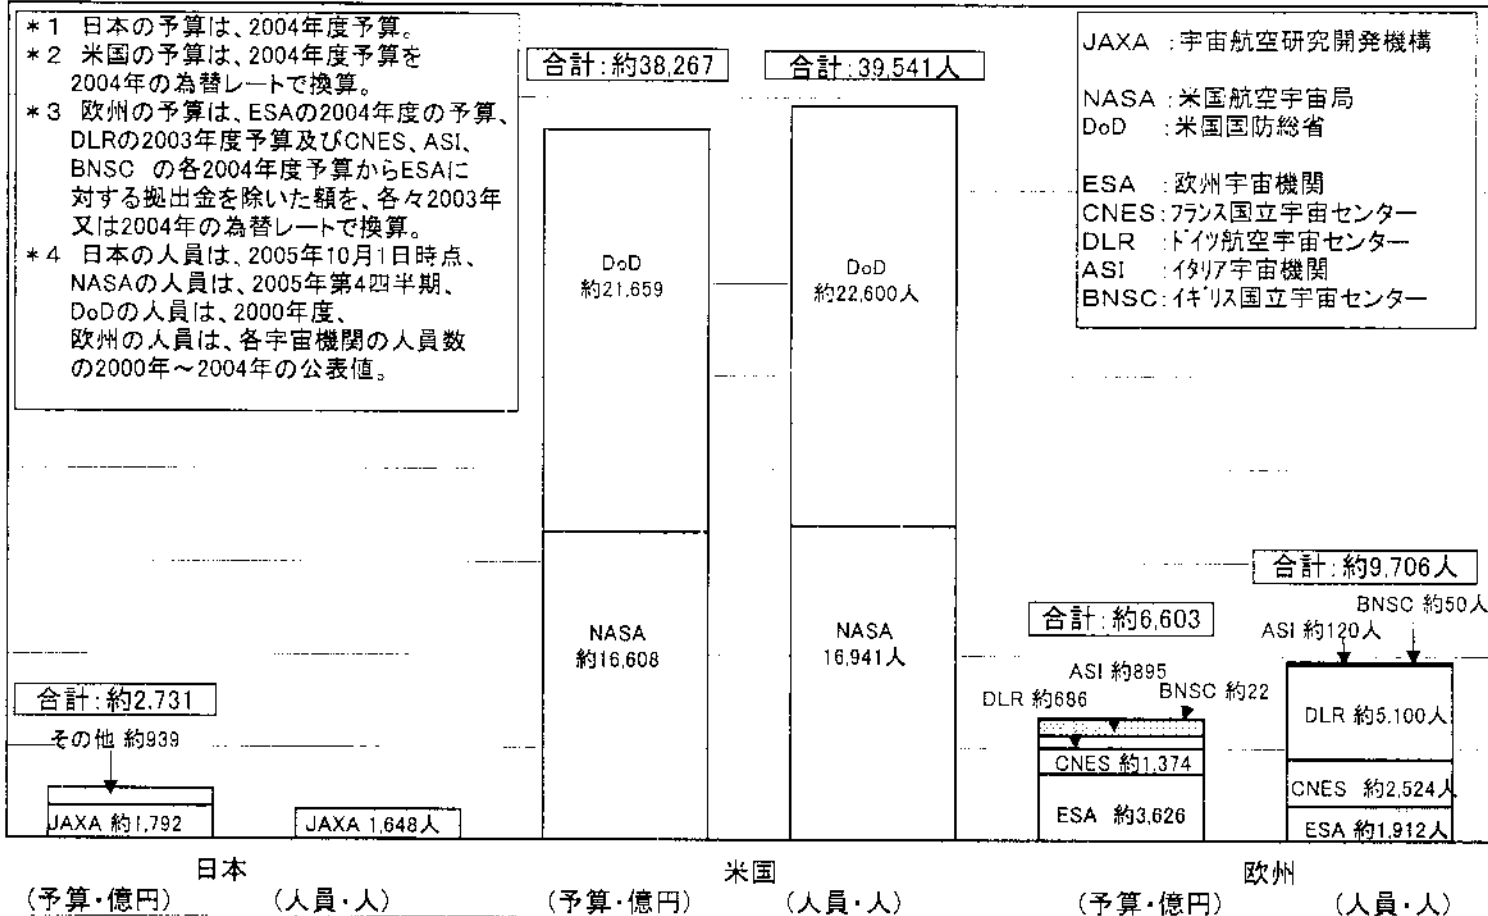 *1 日本の予算は、2004年度予算。
*2 米国の予算は、2004年度予算を
2004年の為替レートで換算。
*3 欧州の予算は、ESAの2004年度の予算、
DLRの2003年度予算及びCNES、ASI、
BNSC の各2004年度予算からESAに
対する拠出金を除いた額を、各々2003年
又は2004年の為替レートで換算。
*4 日本の人員は、2005年10月1日時点、
NASAの人員は、2005年第4四半期、
DoDの人員は、2000年度、
欧州の人員は、各宇宙機関の人員数
の2000年～2004年の公表値。
合計:約38,267
合計:39,541人
JAXA :宇宙航空研究開発機構
NASA :米国航空宇宙局
DoD :米国国防総省
ESA :欧州宇宙機関
CNES:フランス国立宇宙センター
DLR :ドイツ航空宇宙センター
ASI :イタリア宇宙機関
BNSC:イギリス国立宇宙センター
DoD
約21,659
DoD
約22,600人
NASA
約16,608
NASA
16,941人
合計:約2,731
その他 約939
JAXA 約1,792
JAXA 1,648人
合計:約6,603
ASI 約895
DLR 約686
BNSC 約22
CNES 約1,374
ESA 約3,626
合計:約9,706人
BNSC 約50人
ASI 約120人
DLR 約5,100人
CNES 約2,524人
ESA 約1,912人
日本
米国
欧州
(予算・億円)
(人員・人)
(予算・億円)
(人員・人)
(予算・億円)
(人員・人)